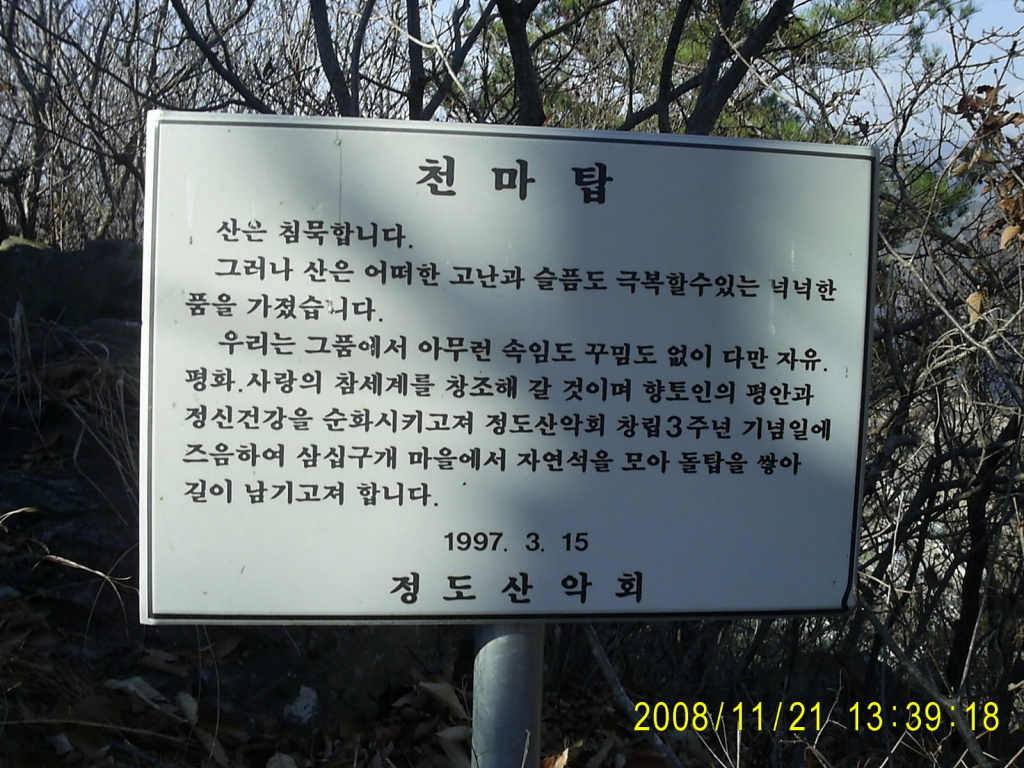 천 마 탑
산은 침묵합니다.
그러나 산은 어떠한 고난과 슬픔도 극복할수있는 넉넉한
품을 가졌습니다.
우리는 그품에서 아무런 속임도 꾸밈도 없이 다만 자유.
평화.사랑의 참세계를 창조해 갈 것이며 향토인의 평안과
정신건강을 순화시키고져 정도산악회 창립3주년 기념일에
즈음하여 삼십구개 마을에서 자연석을 모아 돌탑을 쌓아
길이 남기고져 합니다.
1997. 3. 15
정 도 산 악 회
2008/11/21 13:39:18